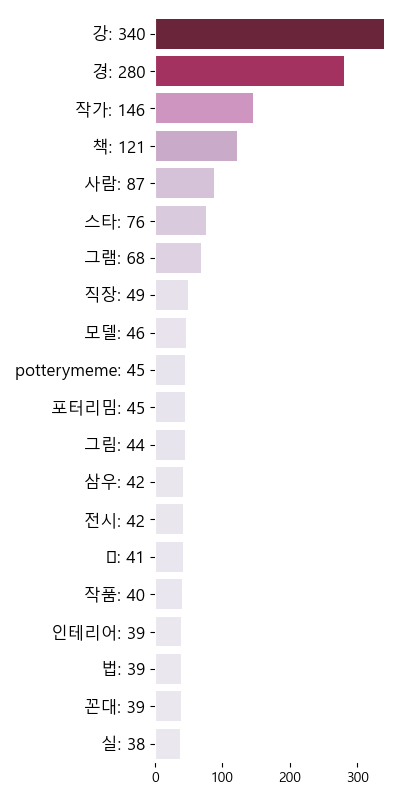 강: 340
경: 280
작가: 146
책: 121
사람: 87
스타: 76
그램: 68
직장: 49
모델: 46
potterymeme: 45
포터리밈: 45
그림: 44
삼우: 42
전시: 42
▯: 41
작품: 40
인테리어: 39
법: 39
꼰대: 39
실: 38
0 100 200 300